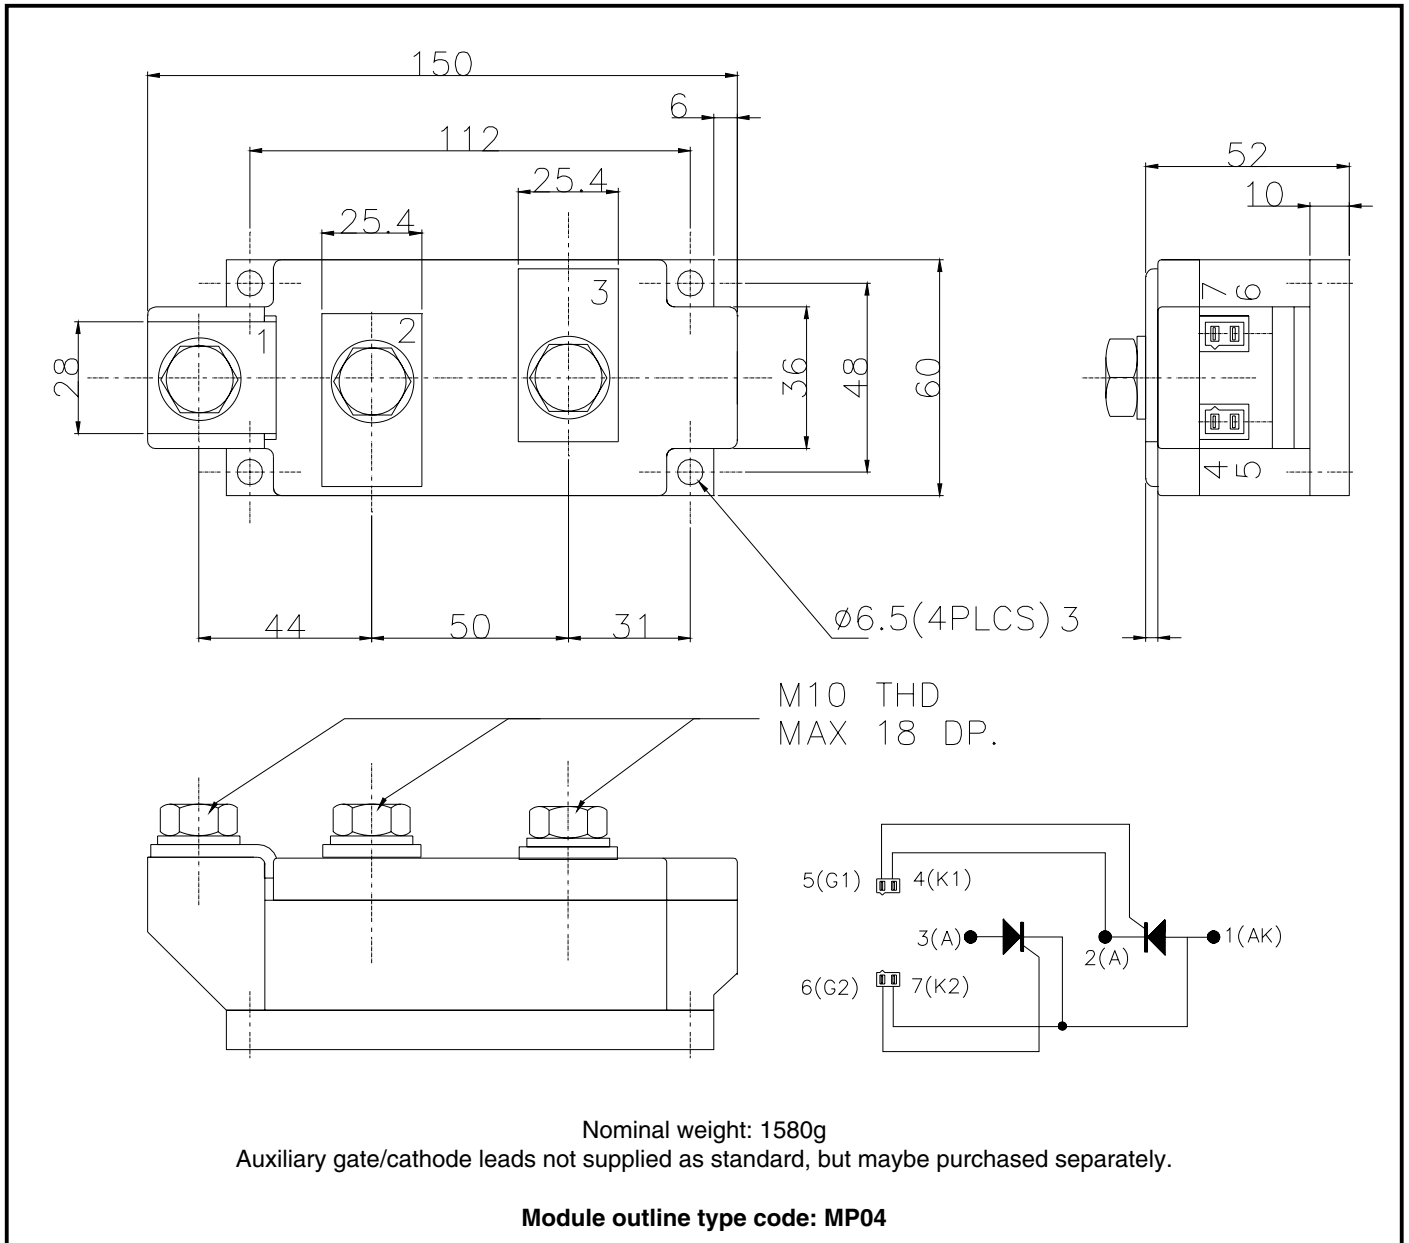 150
6
112
52
25.4
10
25.4
3
7 6
1
2
28
36
48
60
4 5
44
50
31
ø6.5(4PLCS) 3
M10 THD
MAX 18 DP.
5(G1)
4(K1)
3(A)
2(A)
1(AK)
6(G2)
7(K2)
Nominal weight: 1580g
Auxiliary gate/cathode leads not supplied as standard, but maybe purchased separately.
Module outline type code: MP04